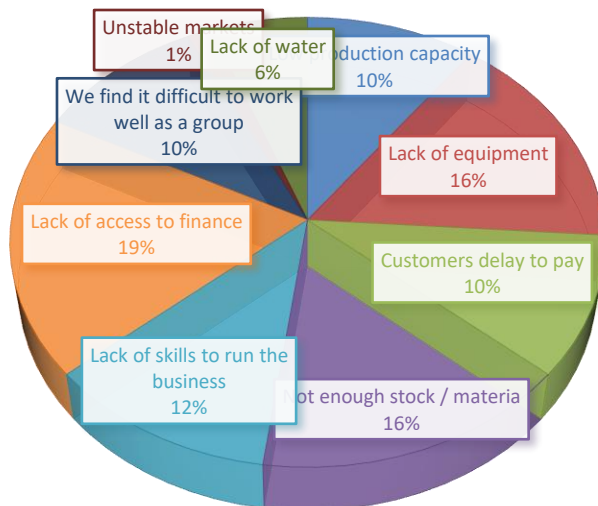 Unstable markets
1%
Lack of water
6%
production capacity
10%
We find it difficult to work
well as a group
10%
Lack of equipment
16%
Lack of access to finance
19%
Customers delay to pay
10%
Lack of skills to run the
business
12%
Not enough stock / materia
16%